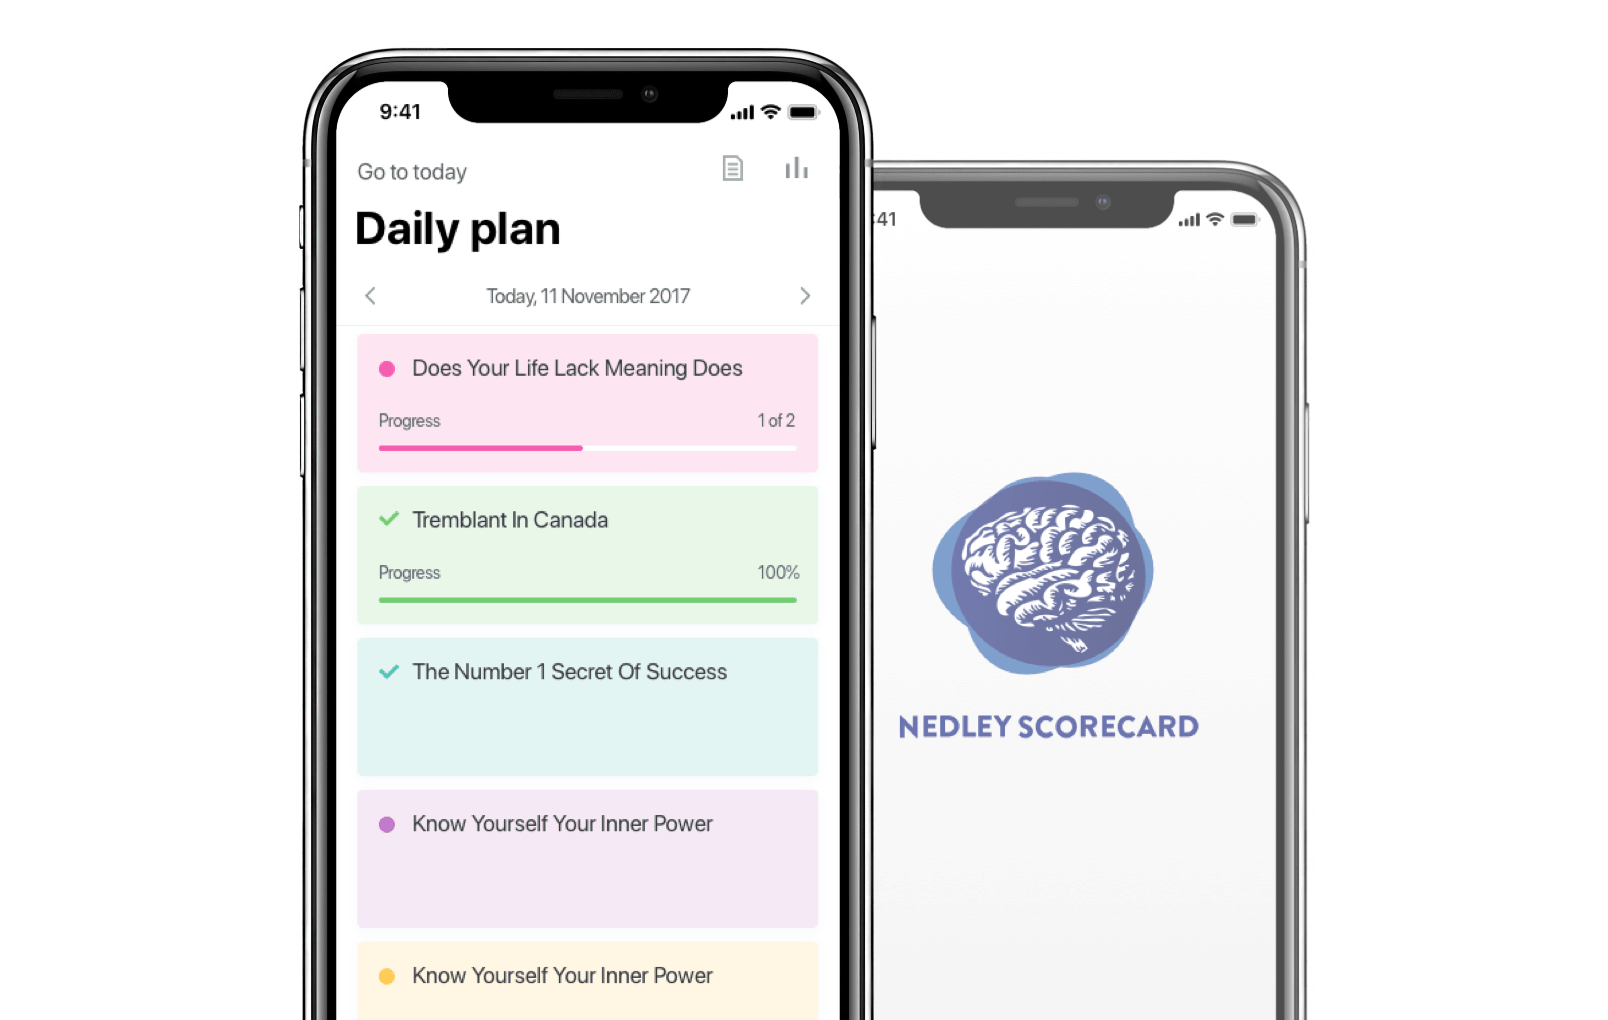 9:41
Go to today
Daily plan
Today, 11 November 2017
Does Your Life Lack Meaning Does
Progress
1 of 2
Tremblant In Canada
Progress
100%
The Number 1 Secret Of Success
Know Yourself Your Inner Power
Know Yourself Your Inner Power
:41
NEDLEY SCORECARD